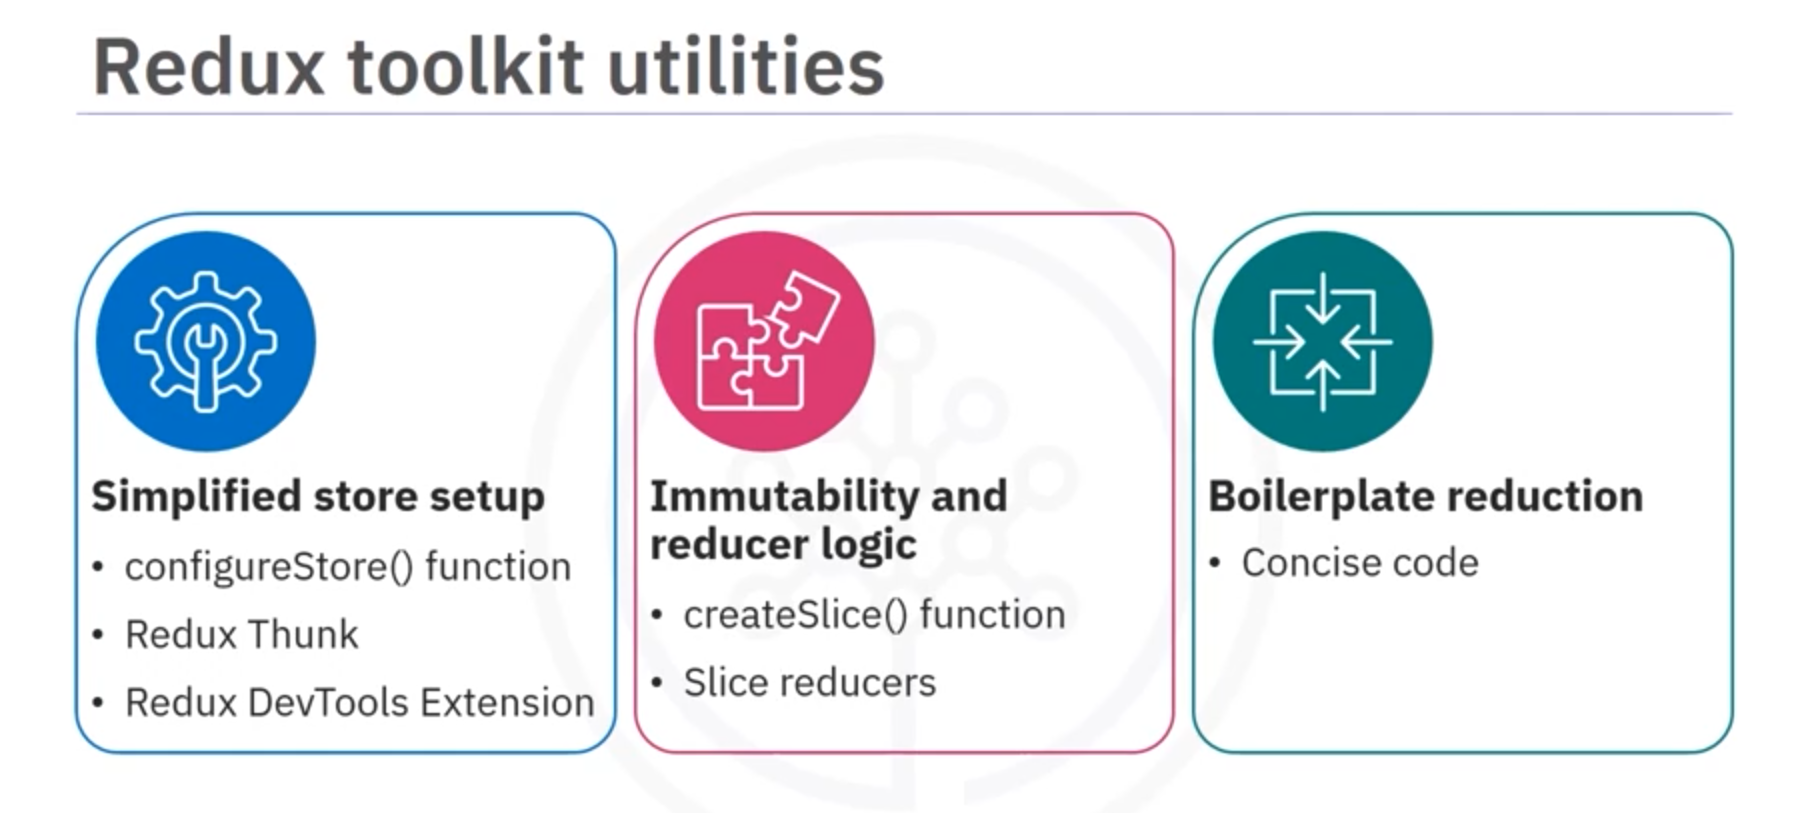 Redux toolkit utilities
Simplified store setup
• configureStore() function
• Redux Thunk
• Redux DevTools Extension
Immutability and
reducer logic
• createSlice() function
• Slice reducers
Boilerplate reduction
• Concise code